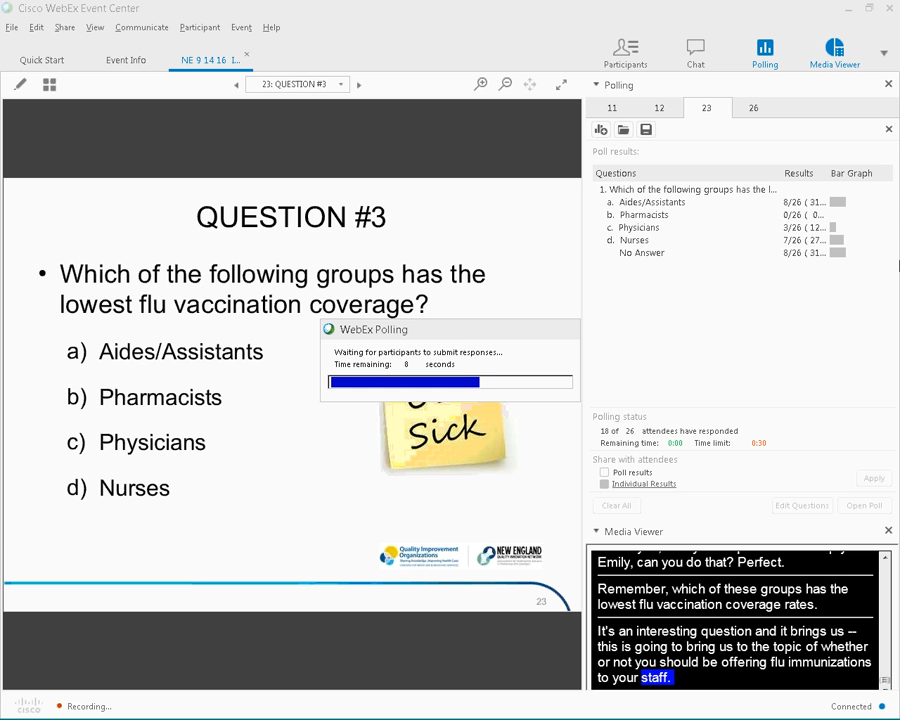 Cisco WebEx Event Center
File Edit Share View Communicate Participant Event Help
Quick Start Event Info NE 9 14 16 I...
Participants Chat Polling Media Viewer
23: QUESTION #3
QUESTION #3
• Which of the following groups has the
lowest flu vaccination coverage?
a) Aides/Assistants
b) Pharmacists
c) Physicians
d) Nurses
WebEx Polling
Waiting for participants to submit responses...
Time remaining: 8 seconds
Sick
Quality Improvement
Organizations
NEW ENGLAND
23
Polling
11 12 23 26
Poll results:
Questions Results Bar Graph
1. Which of the following groups has the l...
a. Aides/Assistants 8/26 ( 31...
b. Pharmacists 0/26 ( 0...
c. Physicians 3/26 ( 12...
d. Nurses 7/26 ( 27...
No Answer 8/26 ( 31...
Polling status
18 of 26 attendees have responded
Remaining time: 0:00 Time limit: 0:30
Share with attendees
Poll results
Individual Results
Apply
Clear All Edit Questions Open Poll
Media Viewer
Emily, can you do that? Perfect.
Remember, which of these groups has the
lowest flu vaccination coverage rates.
It's an interesting question and it brings us --
this is going to bring us to the topic of whether
or not you should be offering flu immunizations
to your staff.
cisco
Recording...
Connected